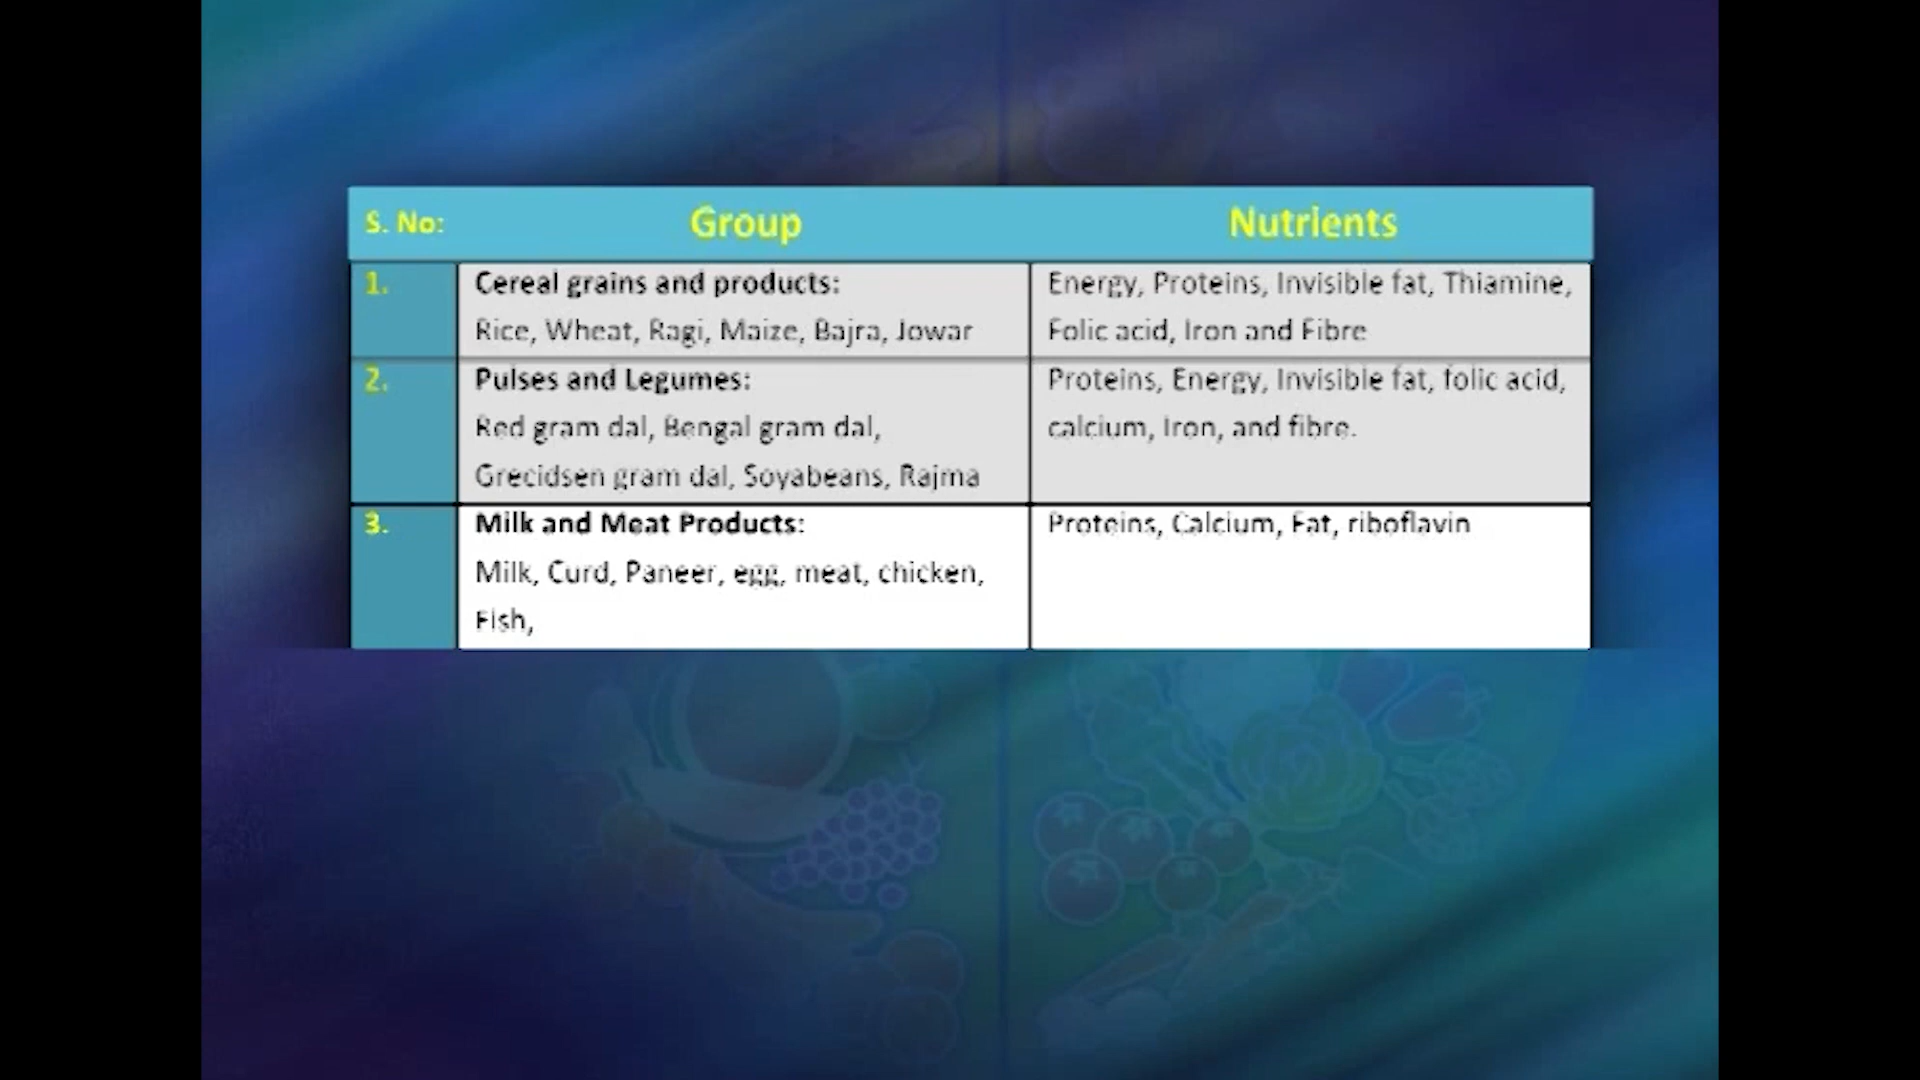 S. No: Group Nutrients
1. Cereal grains and products: Energy, Proteins, Invisible fat, Thiamine,
Rice, Wheat, Ragi, Maize, Bajra, Jowar Folic acid, Iron and Fibre
2. Pulses and Legumes: Proteins, Energy, Invisible fat, folic acid,
Red gram dal, Bengal gram dal, calcium, Iron, and fibre.
Grecidsen gram dal, Soyabeans, Rajma
3. Milk and Meat Products: Proteins, Calcium, Fat, riboflavin
Milk, Curd, Paneer, egg, meat, chicken,
Fish,